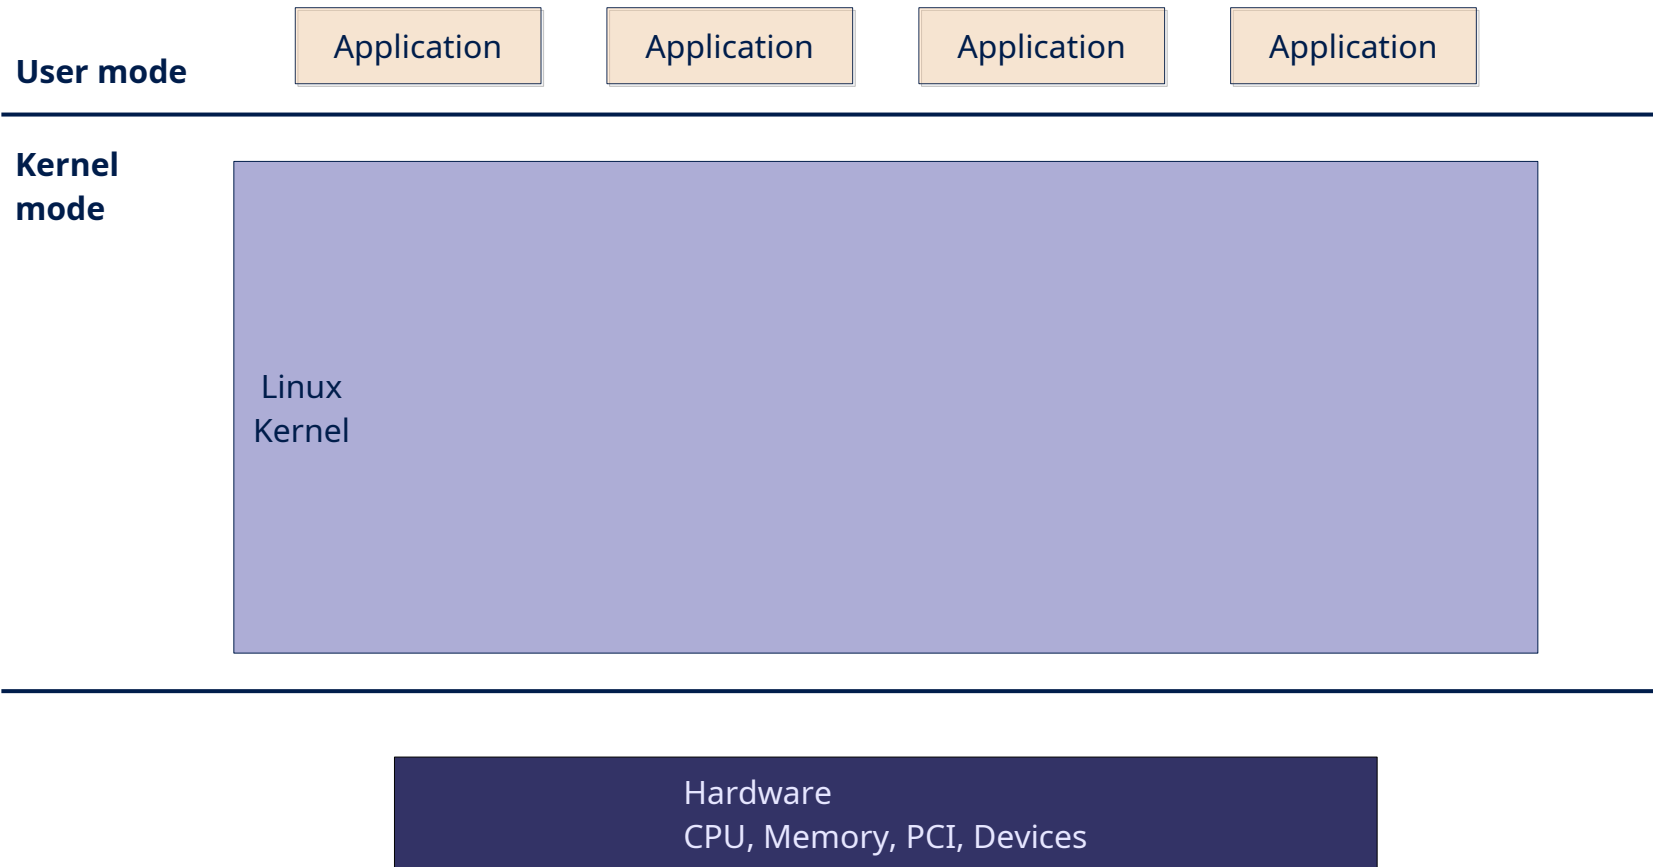 Application
Application
Application
Application
User mode
Kernel
mode
Linux
Kernel
Hardware
CPU, Memory, PCI, Devices